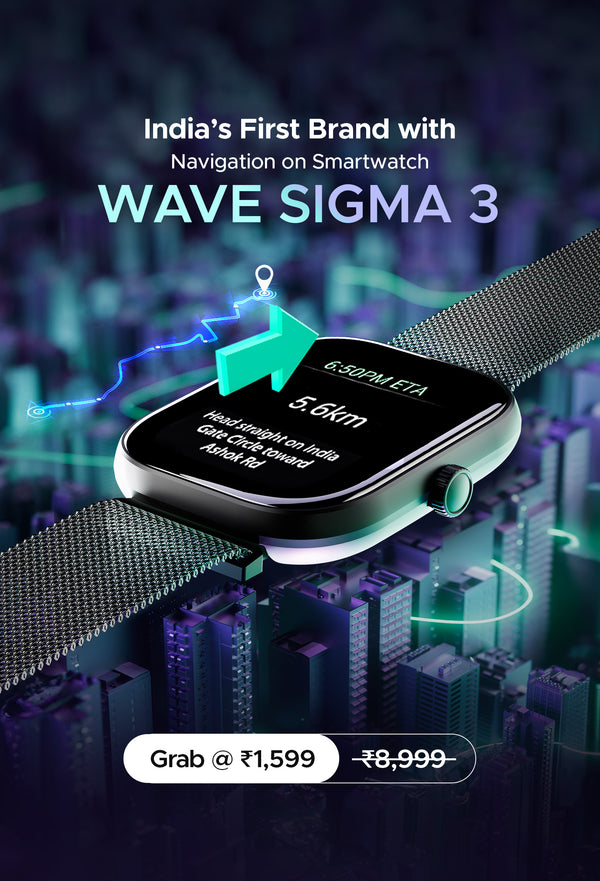 India's First Brand with
Navigation on Smartwatch
WAVE SIGMA 3
6:50PM ETA
5.6km
Head straight on India
Gate Circle toward
Ashok Rd
Grab @ ₹1,599 ₹8,999